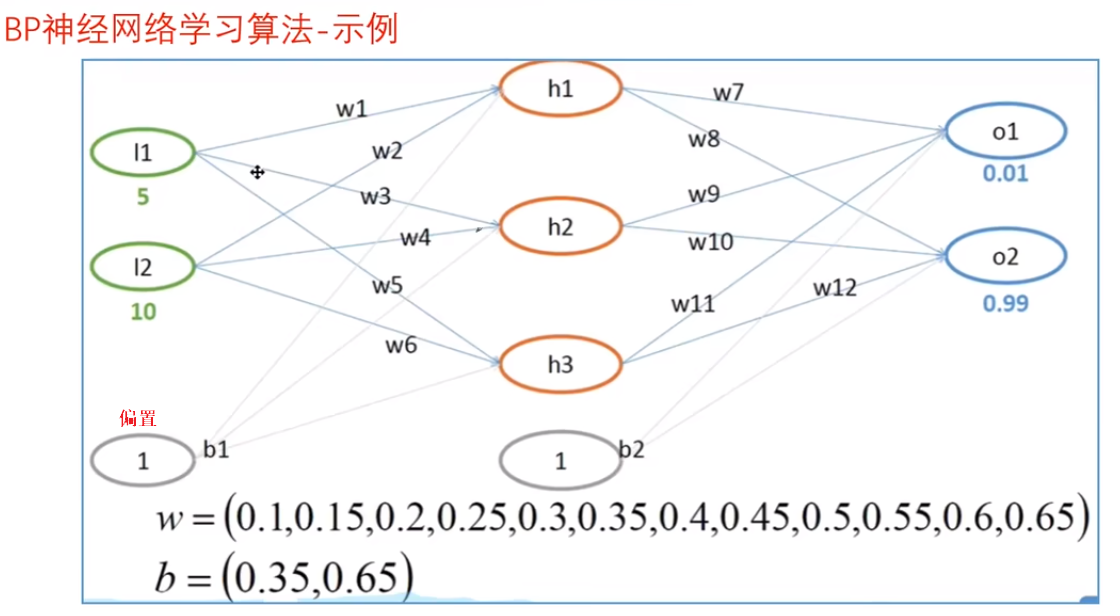 BP神经网络学习算法-示例
h1
w7
w1
o1
w8
l1
w2
0.01
5
w3
w9
h2
w4
w10
o2
l2
w5
w12
0.99
10
w11
w6
h3
偏置
b1
b2
1
1
w=(0.1,0.15,0.2,0.25,0.3,0.35,0.4,0.45,0.5,0.55,0.6,0.65)
b=(0.35,0.65)